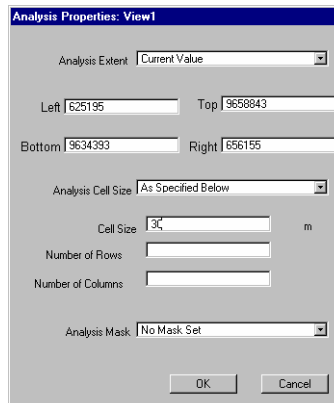 Analysis Properties: View1
Analysis Extent Current Value
Left 625195 Top 9658843
Bottom 9634393 Right 656155
Analysis Cell Size As Specified Below
Cell Size 30 m
Number of Rows
Number of Columns
Analysis Mask No Mask Set
OK Cancel